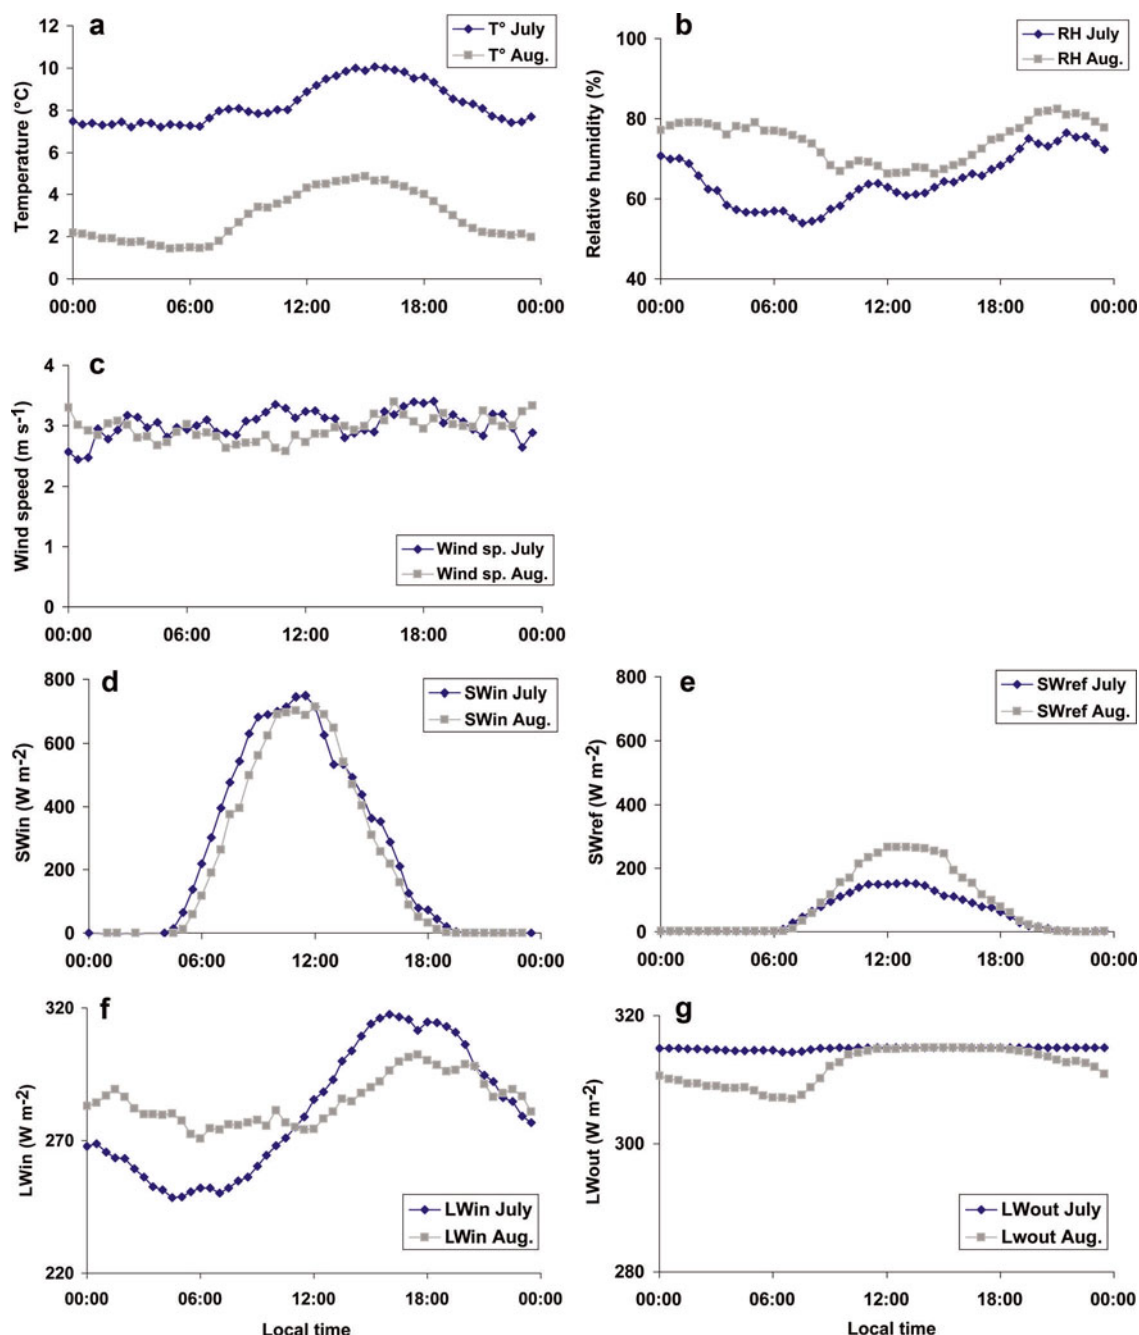 a
T° July
T° Aug.
Temperature (°C)
12
10
8
6
4
2
0
00:00 06:00 12:00 18:00 00:00
b
RH July
RH Aug.
Relative humidity (%)
100
80
60
40
00:00 06:00 12:00 18:00 00:00
c
Wind speed (m s-1)
4
3
2
1
0
Wind sp. July
Wind sp. Aug.
00:00 06:00 12:00 18:00 00:00
d
SWin July
SWin Aug.
SWin (W m-2)
800
600
400
200
0
00:00 06:00 12:00 18:00 00:00
e
SWref July
SWref Aug.
SWref (W m-2)
800
600
400
200
0
00:00 06:00 12:00 18:00 00:00
f
LWin (W m-2)
320
270
220
LWin July
LWin Aug.
00:00 06:00 12:00 18:00 00:00
Local time
g
LWout (W m-2)
320
300
280
LWout July
Lwout Aug.
00:00 06:00 12:00 18:00 00:00
Local time